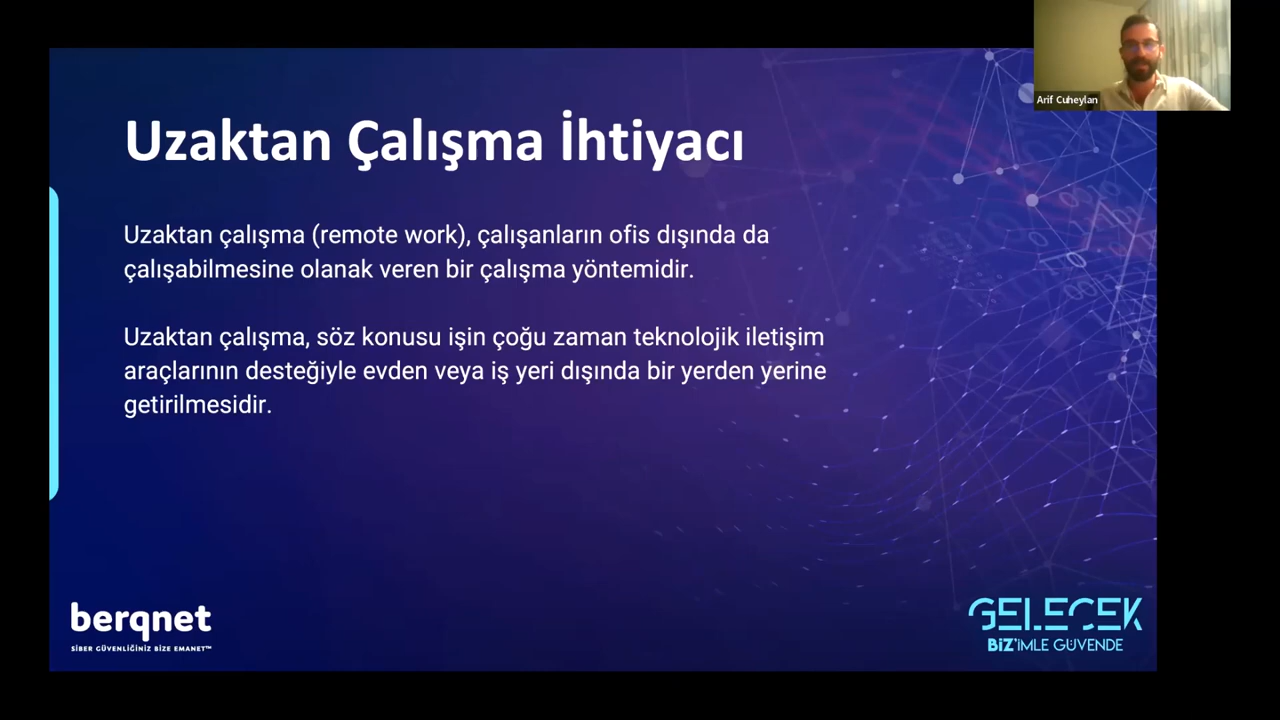 Arif Cuheylan
Uzaktan Çalışma İhtiyacı
Uzaktan çalışma (remote work), çalışanların ofis dışında da
çalışabilmesine olanak veren bir çalışma yöntemidir.
Uzaktan çalışma, söz konusu işin çoğu zaman teknolojik iletişim
araçlarının desteğiyle evden veya iş yeri dışında bir yerden yerine
getirilmesidir.
berqnet
SİBER GÜVENLİĞİNİZ BİZE EMANET™
GELECEK
BİZ'İMLE GÜVENDE